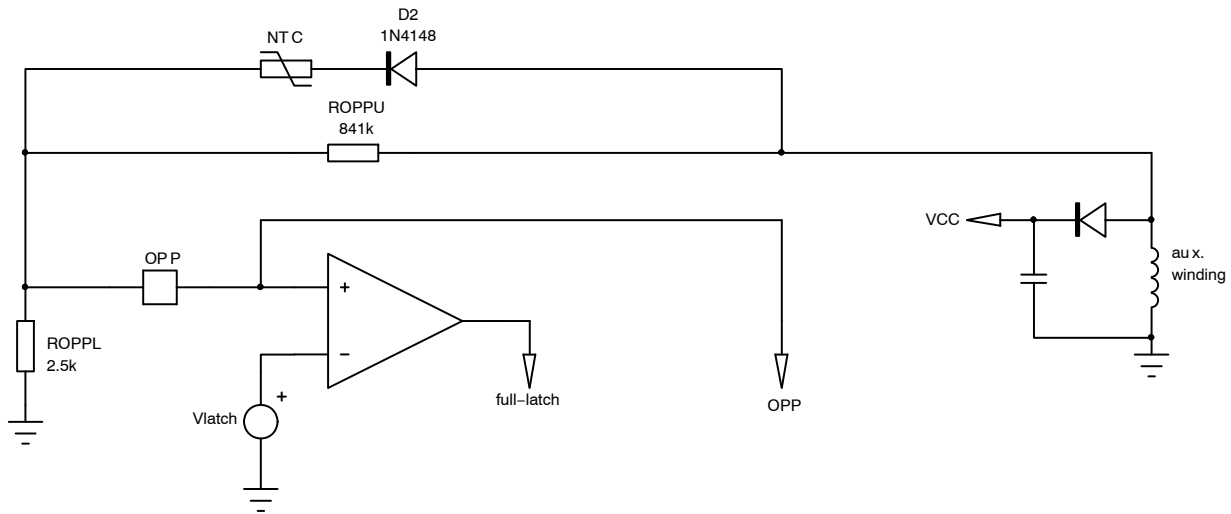 D2
1N4148
NTC
ROPPU
841k
VCC
aux.
winding
OPP
+
−
ROPPL
2.5k
+
Vlatch
full−latch
OPP